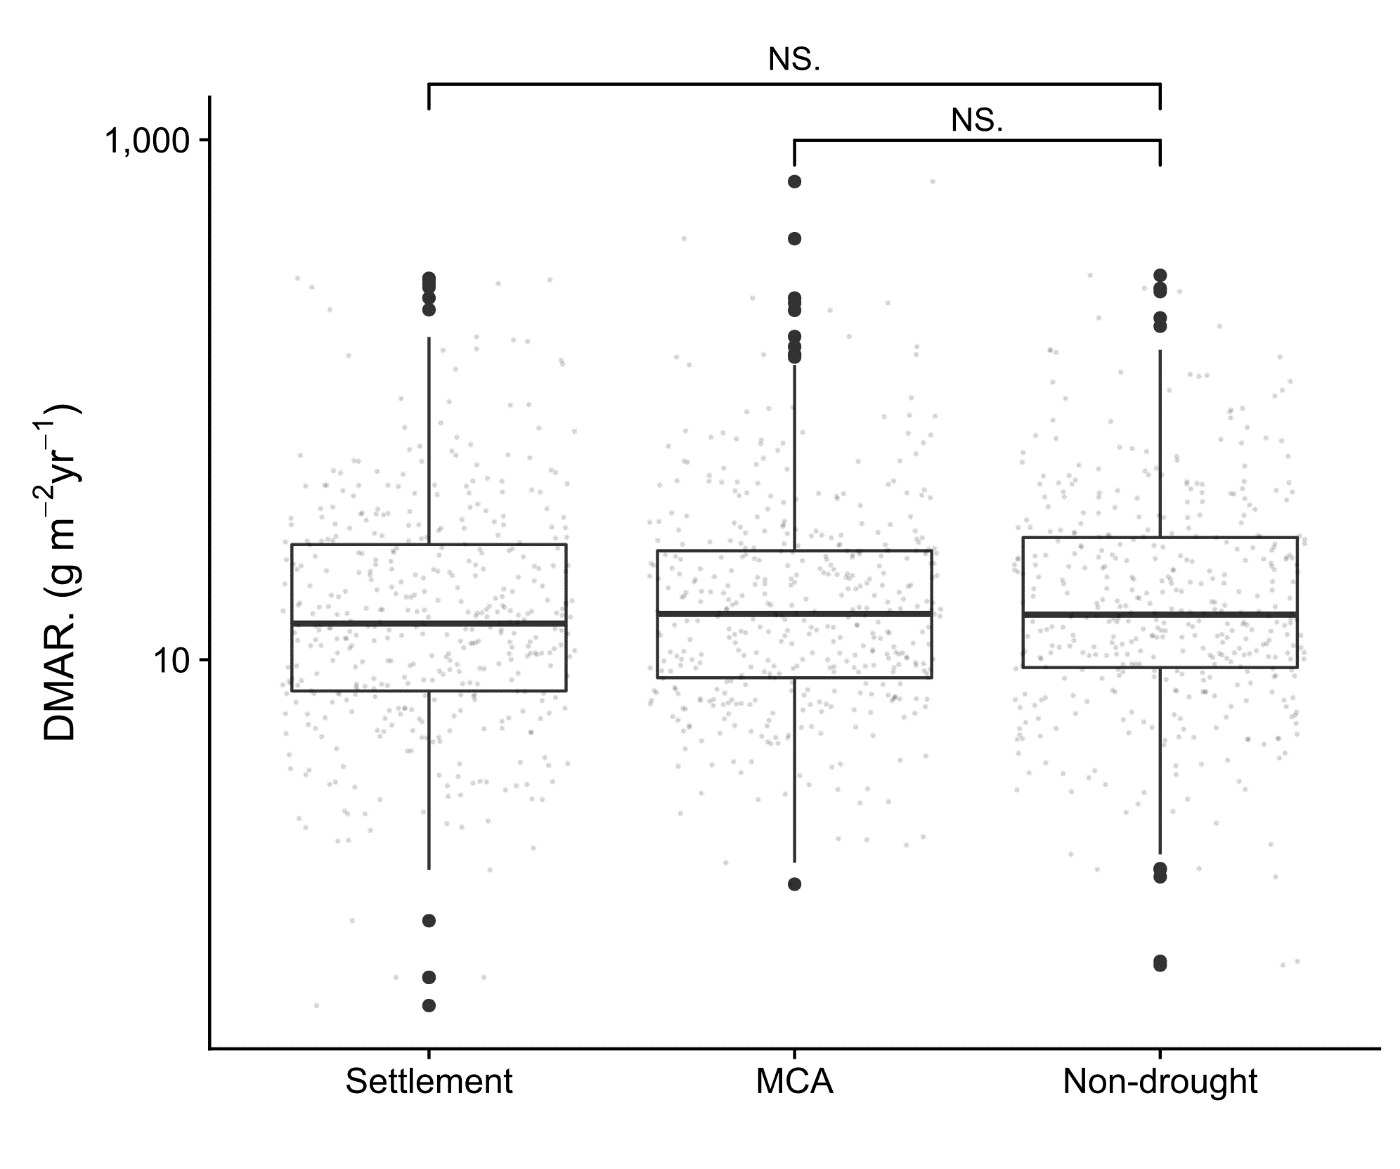 NS.
NS.
1,000
10
DMAR. (g m⁻²yr⁻¹)
Settlement
MCA
Non-drought